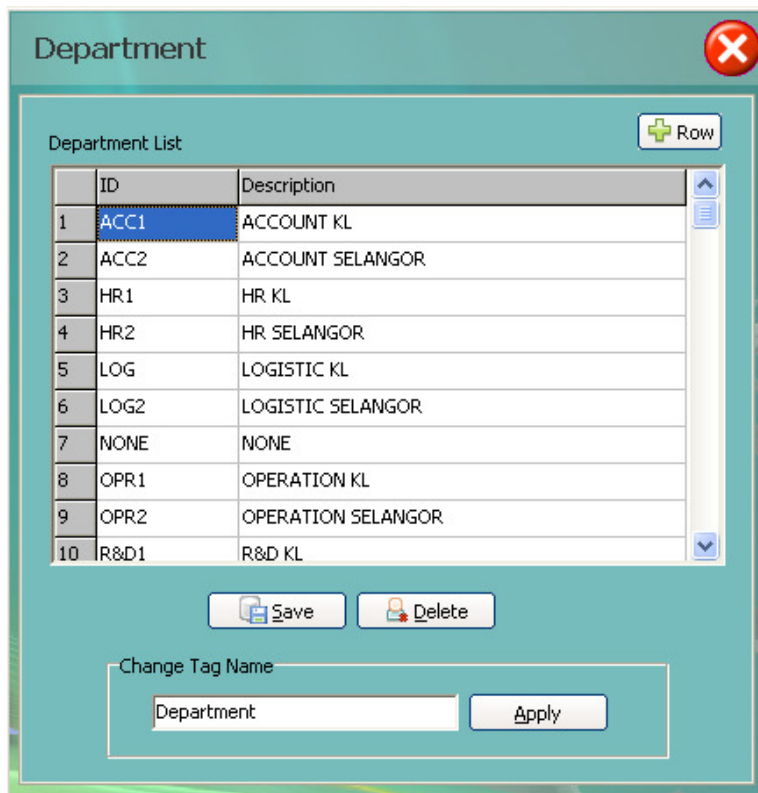 Department
Row
Department List
ID Description
1 ACC1 ACCOUNT KL
2 ACC2 ACCOUNT SELANGOR
3 HR1 HR KL
4 HR2 HR SELANGOR
5 LOG LOGISTIC KL
6 LOG2 LOGISTIC SELANGOR
7 NONE NONE
8 OPR1 OPERATION KL
9 OPR2 OPERATION SELANGOR
10 R&D1 R&D KL
Save Delete
Change Tag Name
Department Apply